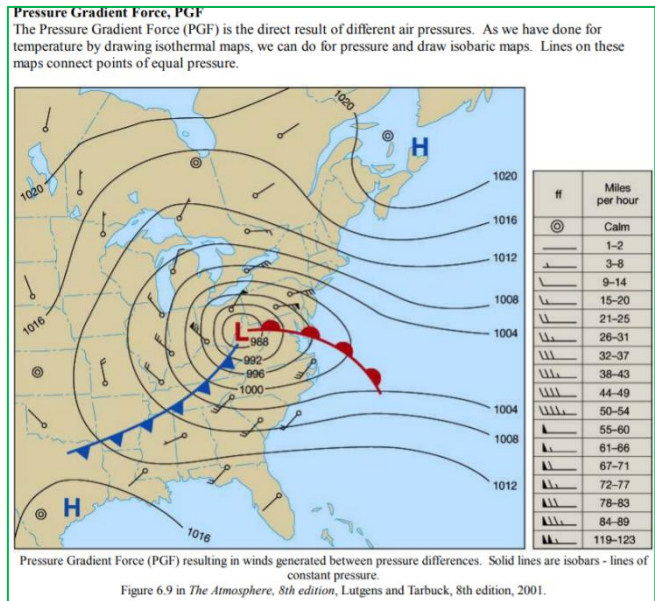 Pressure Gradient Force, PGF
The Pressure Gradient Force (PGF) is the direct result of different air pressures.  As we have done for
temperature by drawing isothermal maps, we can do for pressure and draw isobaric maps.  Lines on these
maps connect points of equal pressure.
1020
H
1020
1020
1016
1012
1008
1016
1004
L
988
992
996
1000
1004
1008
1012
H
1016
ff Miles per hour
Calm
1–2
3–8
9–14
15–20
21–25
26–31
32–37
38–43
44–49
50–54
55–60
61–66
67–71
72–77
78–83
84–89
119–123
Pressure Gradient Force (PGF) resulting in winds generated between pressure differences.  Solid lines are isobars - lines of
constant pressure.
Figure 6.9 in The Atmosphere, 8th edition, Lutgens and Tarbuck, 8th edition, 2001.